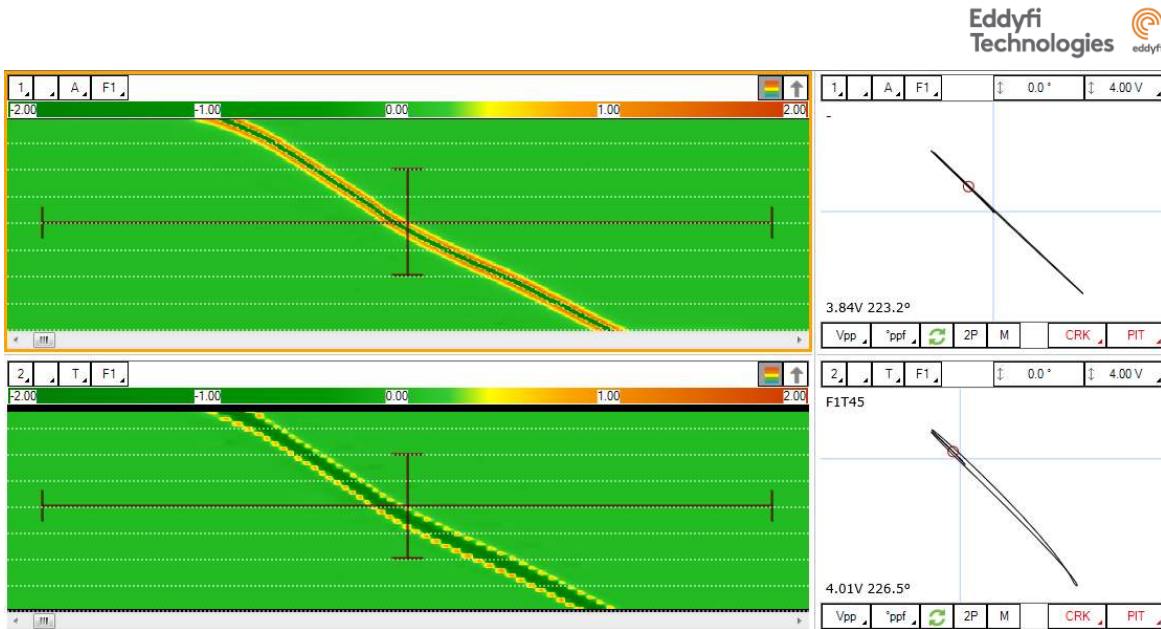 Eddyfi
Technologies
eddyfi
1 A F1
-2.00 -1.00 0.00 1.00 2.00
1 A F1 0.0 ° 4.00 V
-
3.84V 223.2°
Vpp °ppf 2P M CRK PIT
2 T F1
-2.00 -1.00 0.00 1.00 2.00
2 T F1 0.0 ° 4.00 V
F1T45
4.01V 226.5°
Vpp °ppf 2P M CRK PIT